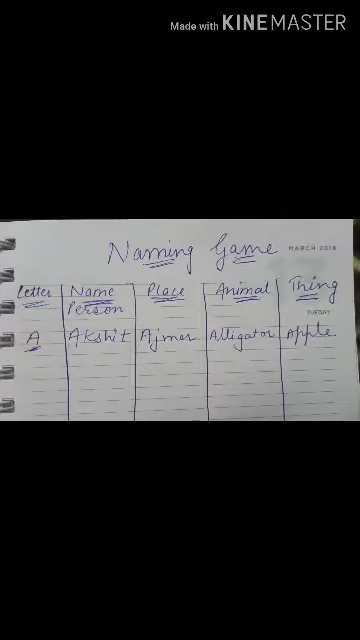 Made with KINEMASTER
Naming Game
MARCH 2018
Letter Name Person Place Animal Thing
TUESDAY
A Akshit Ajmer Alligator Apple